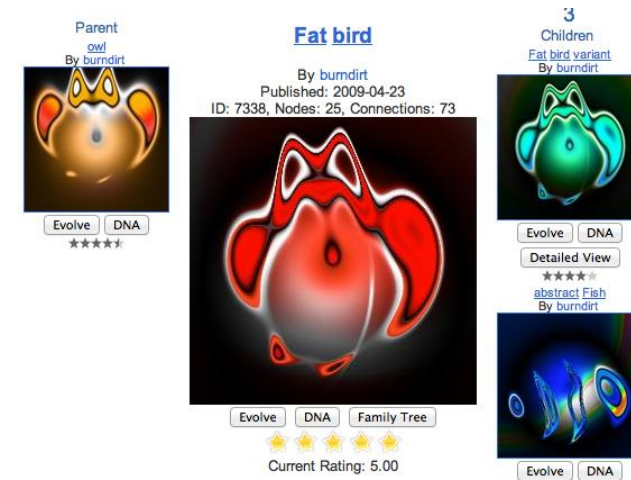 Parent
owl
By burndirt
Evolve DNA
Fat bird
By burndirt
Published: 2009-04-23
ID: 7338, Nodes: 25, Connections: 73
Evolve DNA Family Tree
Current Rating: 5.00
3
Children
Fat bird variant
By burndirt
Evolve DNA
Detailed View
abstract Fish
By burndirt
Evolve DNA